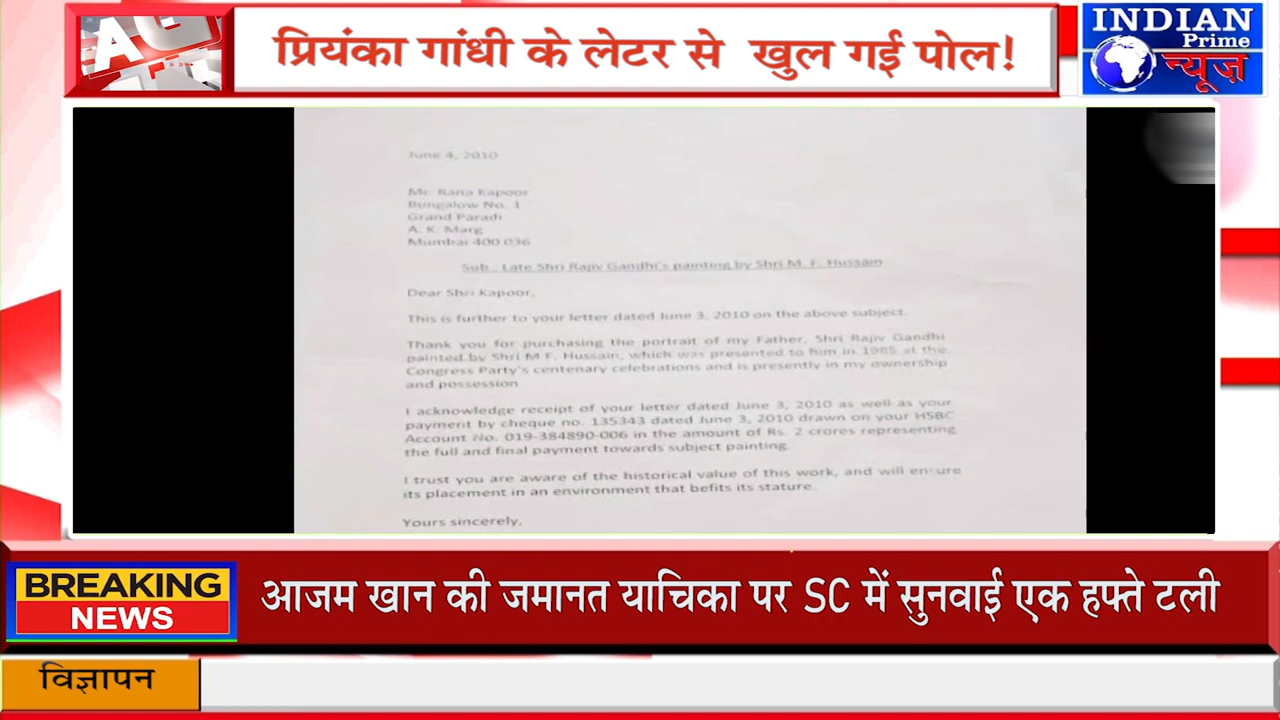 प्रियंका गांधी के लेटर से खुल गई पोल!
INDIAN
Prime
न्यूज़
June 4, 2010
Mr. Rana Kapoor
Bungalow No. 1
Grand Paradi
A. K. Marg
Mumbai 400 036
Sub : Late Shri Rajiv Gandhi's painting by Shri M. F. Hussain
Dear Shri Kapoor,
This is further to your letter dated June 3, 2010 on the above subject.
Thank you for purchasing the portrait of my Father, Shri Rajiv Gandhi
painted by Shri M F. Hussain, which was presented to him in 1985 at the
Congress Party's centenary celebrations and is presently in my ownership
and possession
I acknowledge receipt of your letter dated June 3, 2010 as well as your
payment by cheque no. 135343 dated June 3, 2010 drawn on your HSBC
Account No. 019-384890-006 in the amount of Rs. 2 crores representing
the full and final payment towards subject painting.
I trust you are aware of the historical value of this work, and will ensure
its placement in an environment that befits its stature.
Yours sincerely,
BREAKING
NEWS
आजम खान की जमानत याचिका पर SC में सुनवाई एक हफ्ते टली
विज्ञापन